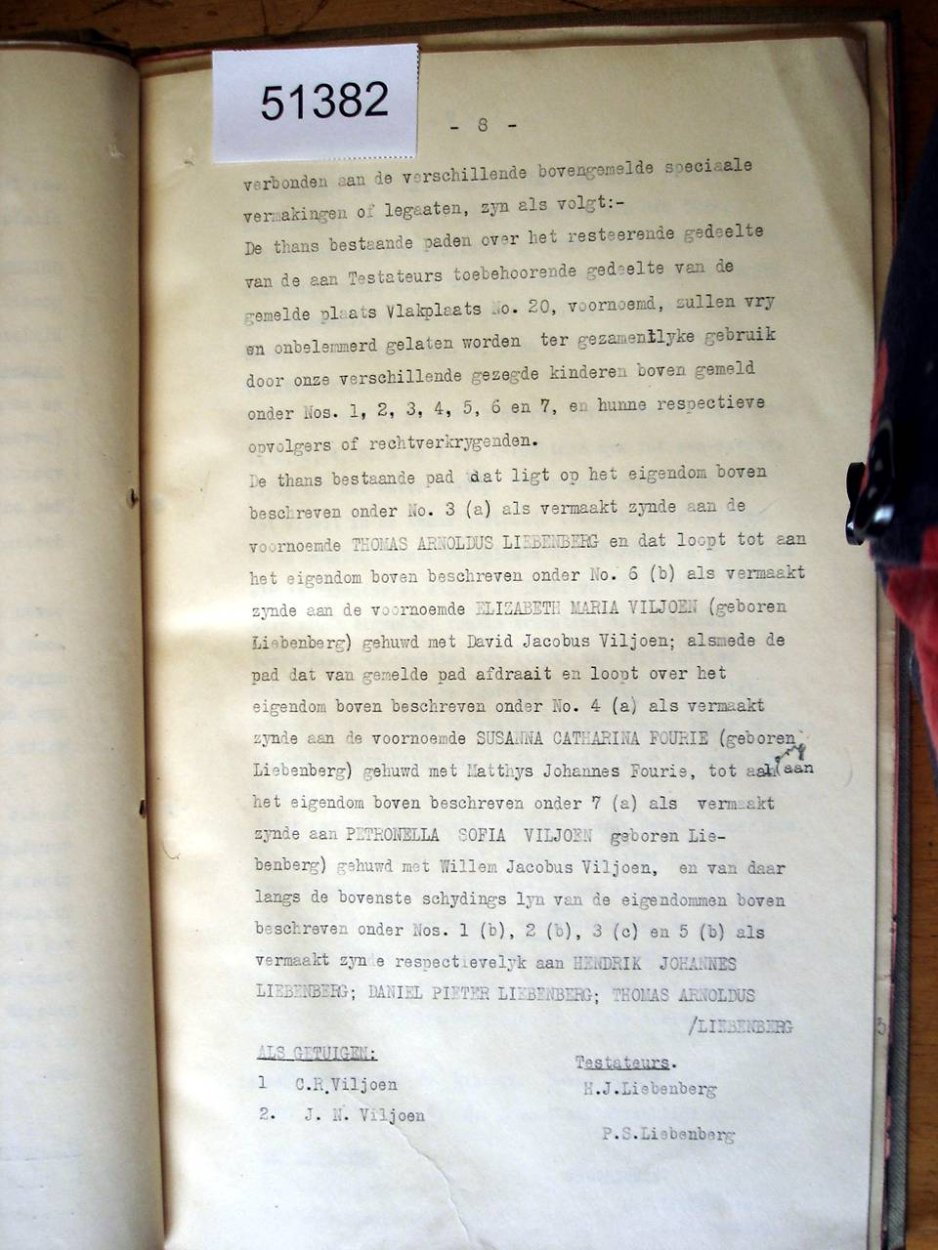 51382
- 8 -
verbonden aan de verschillende bovengemelde speciaale
vermakingen of legaaten, zyn als volgt:-
De thans bestaande paden over het resteerende gedeelte
van de aan Testateurs toebehoorende gedeelte van de
gemelde plaats Vlakplaats No. 20, voornoemd, zullen vry
en onbelemmerd gelaten worden ter gezamentlyke gebruik
door onze verschillende gezegde kinderen boven gemeld
onder Nos. 1, 2, 3, 4, 5, 6 en 7, en hunne respectieve
opvolgers of rechtverkrygenden.
De thans bestaande pad dat ligt op het eigendom boven
beschreven onder No. 3 (a) als vermaakt zynde aan de
voornoemde THOMAS ARNOLDUS LIEBENBERG en dat loopt tot aan
het eigendom boven beschreven onder No. 6 (b) als vermaakt
zynde aan de voornoemde ELIZABETH MARIA VILJOEN (geboren
Liebenberg) gehuwd met David Jacobus Viljoen; alsmede de
pad dat van gemelde pad afdraait en loopt over het
eigendom boven beschreven onder No. 4 (a) als vermaakt
zynde aan de voornoemde SUSANNA CATHARINA FOURIE (geboren
Liebenberg) gehuwd met Matthys Johannes Fourie, tot aan
het eigendom boven beschreven onder 7 (a) als vermaakt
zynde aan PETRONELLA SOFIA VILJOEN geboren Lie-
benberg) gehuwd met Willem Jacobus Viljoen, en van daar
langs de bovenste schydings lyn van de eigendommen boven
beschreven onder Nos. 1 (b), 2 (b), 3 (c) en 5 (b) als
vermaakt zynde respectievelyk aan HENDRIK JOHANNES
LIEBENBERG; DANIEL PIETER LIEBENBERG; THOMAS ARNOLDUS
/LIEBENBERG
ALS GETUIGEN:
Testateurs.
1 C.R.Viljoen
H.J.Liebenberg
2. J. N. Viljoen
P.S.Liebenberg